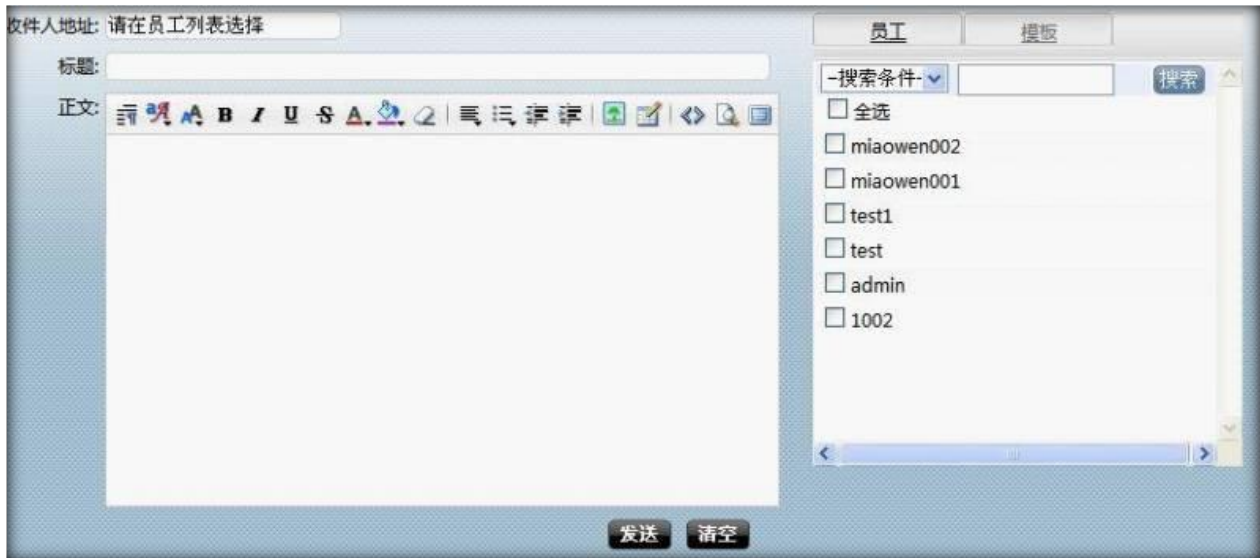 收件人地址: 请在员工列表选择
标题:
正文:
B I U S A
发送 清空
员工 模板
-搜索条件- 搜索
全选
miaowen002
miaowen001
test1
test
admin
1002